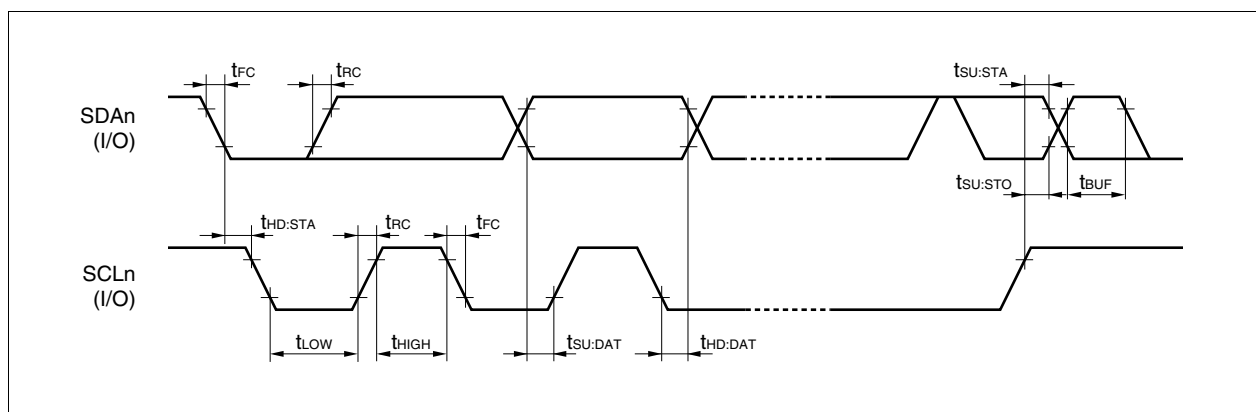 tFC
tRC
tSU:STA
SDAn
(I/O)
tSU:STO
tBUF
tHD:STA
tRC
tFC
SCLn
(I/O)
tLOW
tHIGH
tSU:DAT
tHD:DAT